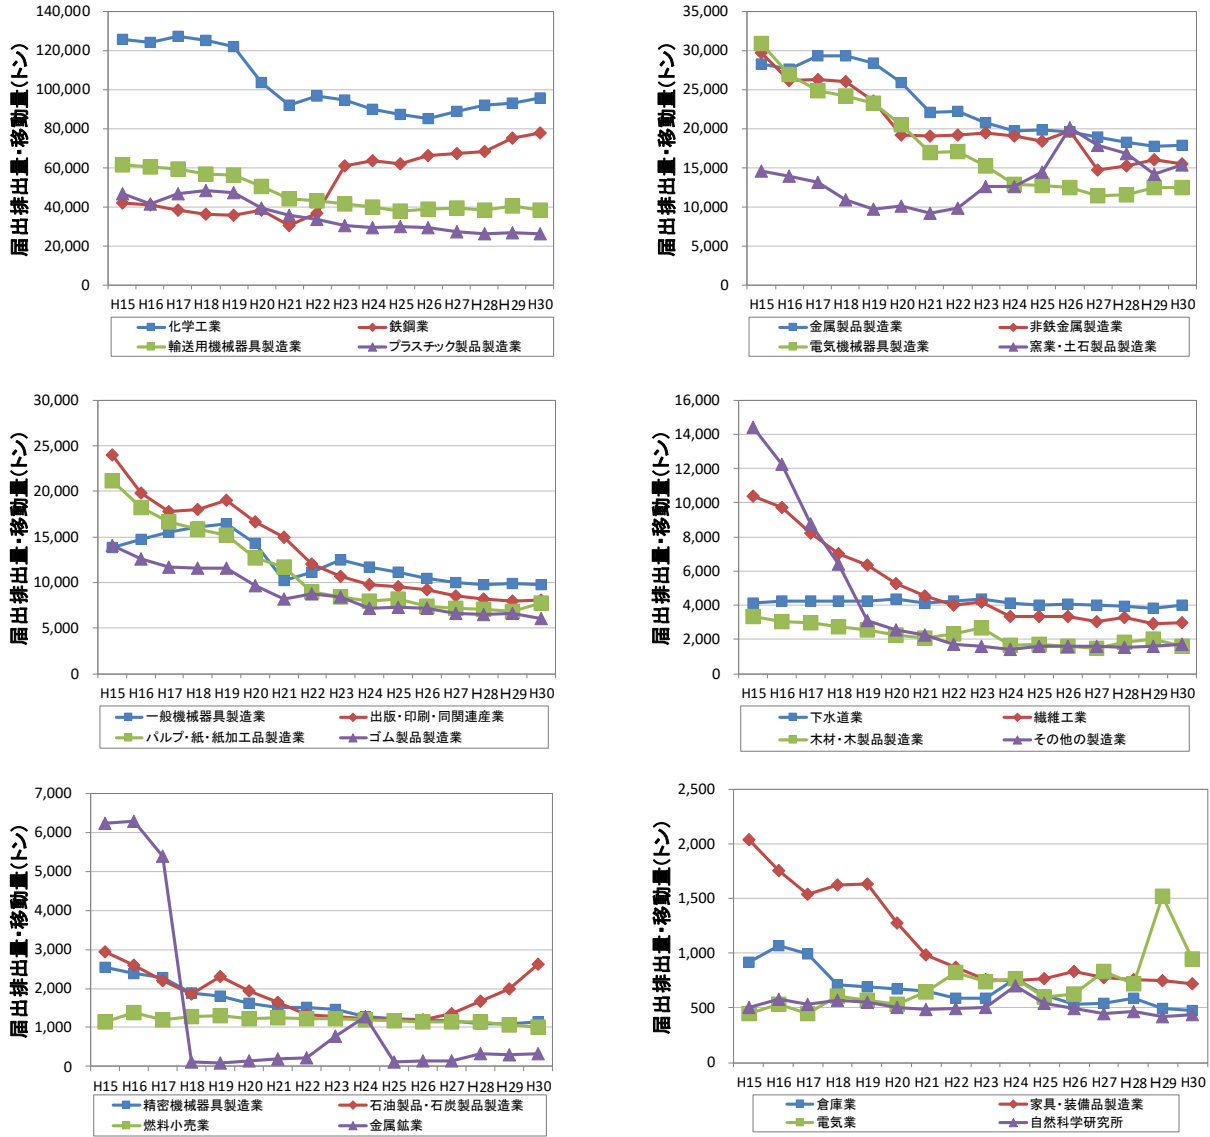 届出排出量・移動量(トン)
140,000
120,000
100,000
80,000
60,000
40,000
20,000
0
H15 H16 H17 H18 H19 H20 H21 H22 H23 H24 H25 H26 H27 H28 H29 H30
化学工業 鉄鋼業
輸送用機械器具製造業 プラスチック製品製造業
届出排出量・移動量(トン)
35,000
30,000
25,000
20,000
15,000
10,000
5,000
0
H15 H16 H17 H18 H19 H20 H21 H22 H23 H24 H25 H26 H27 H28 H29 H30
金属製品製造業 非鉄金属製造業
電気機械器具製造業 窯業・土石製品製造業
届出排出量・移動量(トン)
30,000
25,000
20,000
15,000
10,000
5,000
0
H15 H16 H17 H18 H19 H20 H21 H22 H23 H24 H25 H26 H27 H28 H29 H30
一般機械器具製造業 出版・印刷・同関連産業
パルプ・紙・紙加工品製造業 ゴム製品製造業
届出排出量・移動量(トン)
16,000
14,000
12,000
10,000
8,000
6,000
4,000
2,000
0
H15 H16 H17 H18 H19 H20 H21 H22 H23 H24 H25 H26 H27 H28 H29 H30
下水道業 繊維工業
木材・木製品製造業 その他の製造業
届出排出量・移動量(トン)
7,000
6,000
5,000
4,000
3,000
2,000
1,000
0
H15 H16 H17 H18 H19 H20 H21 H22 H23 H24 H25 H26 H27 H28 H29 H30
精密機械器具製造業 石油製品・石炭製品製造業
燃料小売業 金属鉱業
届出排出量・移動量(トン)
2,500
2,000
1,500
1,000
500
0
H15 H16 H17 H18 H19 H20 H21 H22 H23 H24 H25 H26 H27 H28 H29 H30
倉庫業 家具・装備品製造業
電気業 自然科学研究所